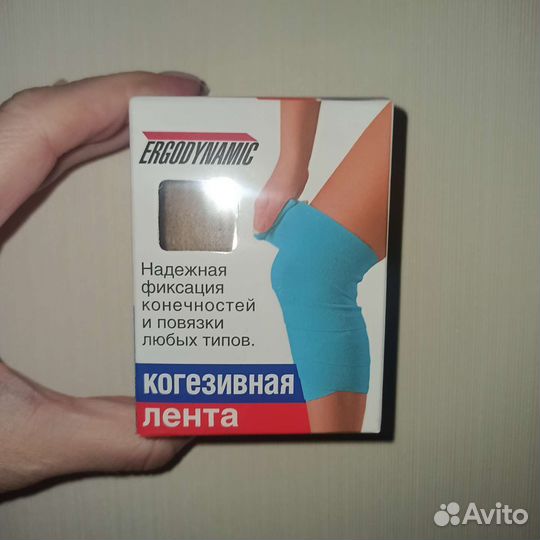 ERGODYNAMIC
Надежная
фиксация
конечностей
и повязки
любых типов.
когезивная
лента
Avito